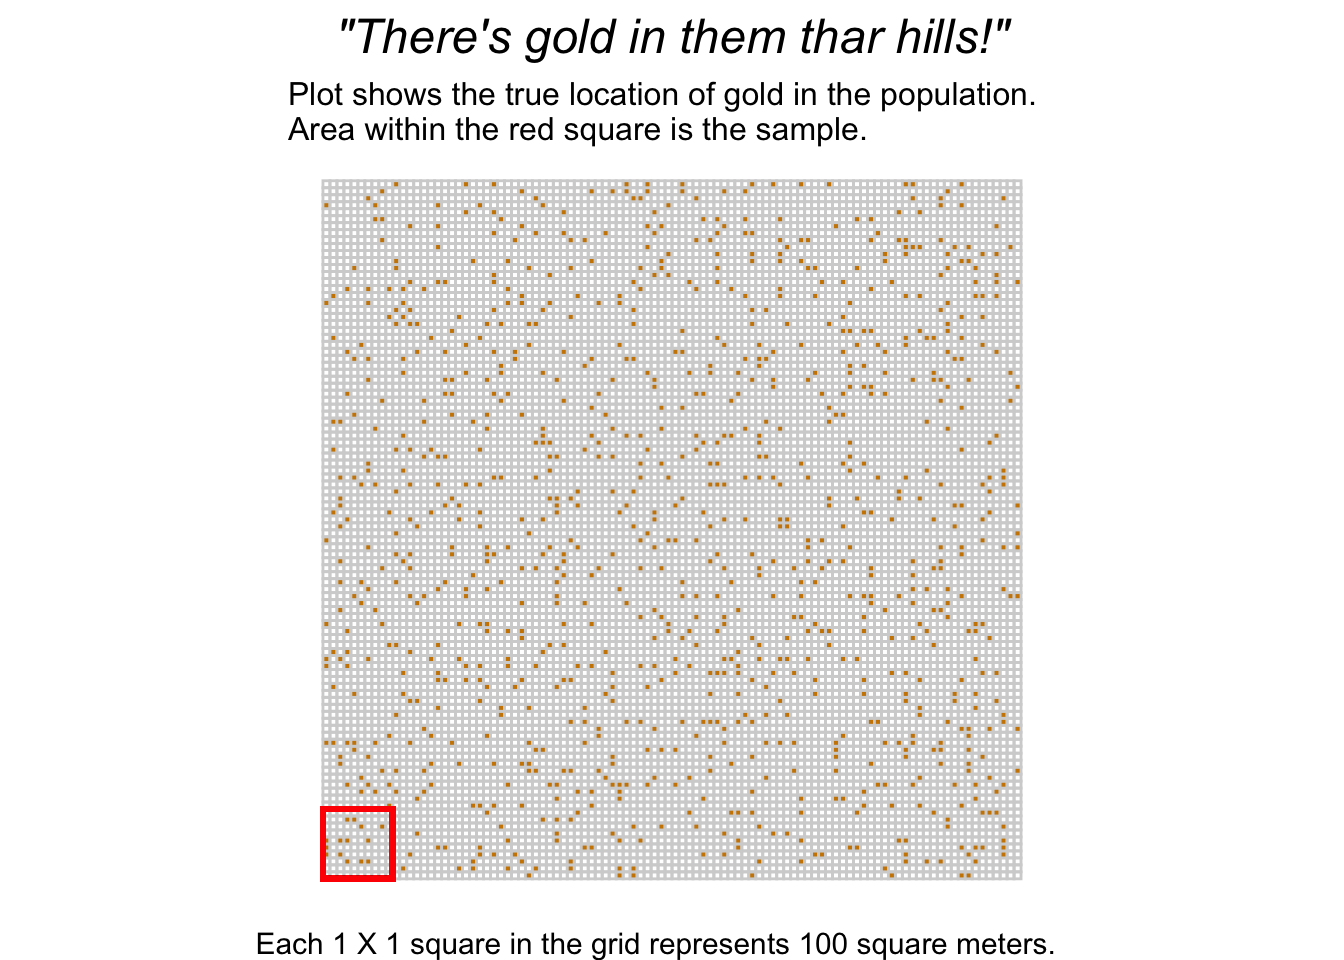 "There's gold in them thar hills!"
Plot shows the true location of gold in the population.
Area within the red square is the sample.
Each 1 X 1 square in the grid represents 100 square meters.